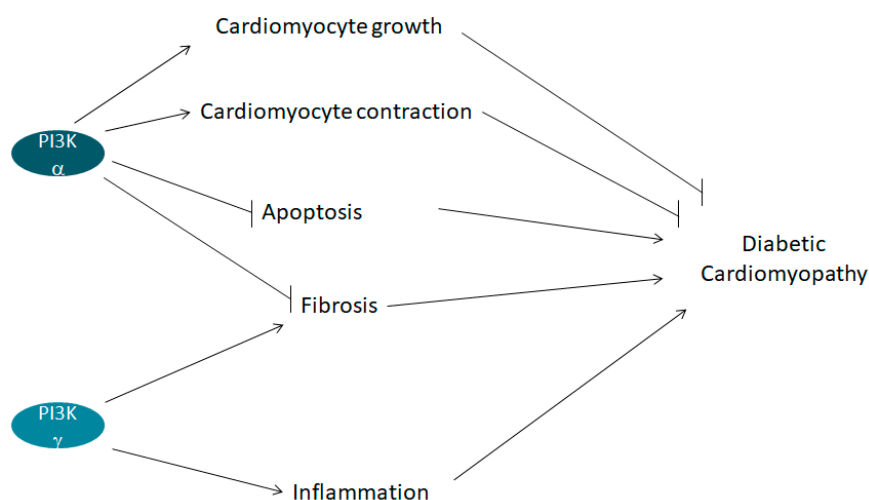 Cardiomyocyte growth
Cardiomyocyte contraction
PI3K
α
Apoptosis
Diabetic
Cardiomyopathy
Fibrosis
PI3K
γ
Inflammation